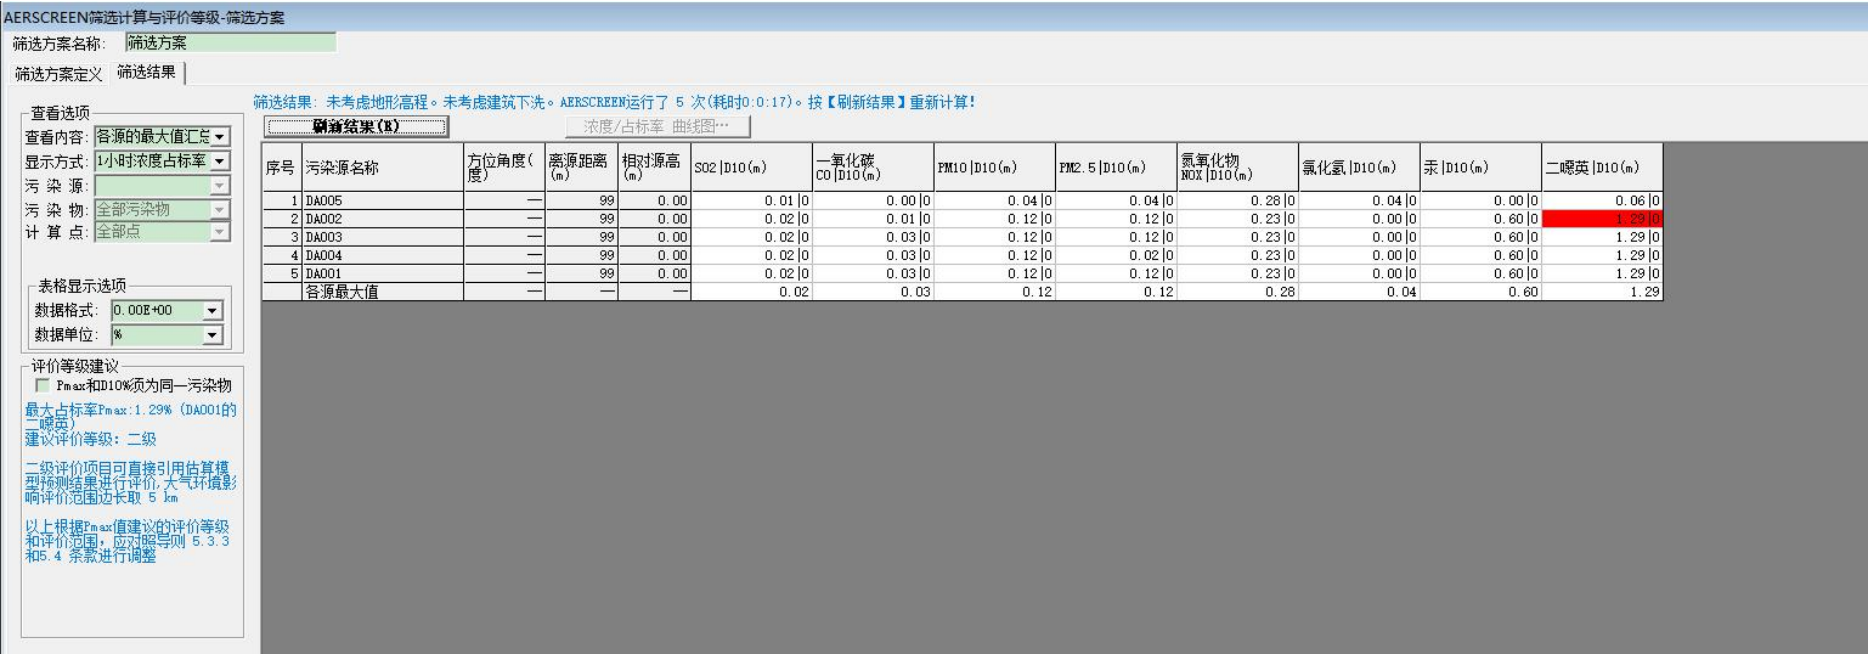 AERSCREEN筛选计算与评价等级-筛选方案
筛选方案名称: 筛选方案
筛选方案定义 筛选结果
查看选项
查看内容: 各源的最大值汇总
显示方式: 1小时浓度占标率
污 染 源:
污 染 物: 全部污染物
计 算 点: 全部点
表格显示选项
数据格式: 0.00E+00
数据单位: %
评价等级建议
Pmax和D10%须为同一污染物
最大占标率Pmax:1.29% (DA001的
二噁英)
建议评价等级: 二级
二级评价项目可直接引用估算模
型预测结果进行评价,大气环境影
响评价范围边长取 5 km
以上根据Pmax值建议的评价等级
和评价范围，应对照导则 5.3.3
和5.4 条款进行调整
筛选结果: 未考虑地形高程。未考虑建筑下洗。AERSCREEN运行了 5 次(耗时0:0:17)。按【刷新结果】重新计算!
刷新结果(R) 浓度/占标率 曲线图…
序号 污染源名称 方位角度(度) 离源距离(m) 相对源高(m) SO2|D10(m) 一氧化碳CO|D10(m) PM10|D10(m) PM2.5|D10(m) 氮氧化物NOX|D10(m) 氯化氢|D10(m) 汞|D10(m) 二噁英|D10(m)
1 DA005 — 99 0.00 0.01|0 0.00|0 0.04|0 0.04|0 0.28|0 0.04|0 0.00|0 0.06|0
2 DA002 — 99 0.00 0.02|0 0.01|0 0.12|0 0.12|0 0.23|0 0.00|0 0.60|0 1.29|0
3 DA003 — 99 0.00 0.02|0 0.03|0 0.12|0 0.12|0 0.23|0 0.00|0 0.60|0 1.29|0
4 DA004 — 99 0.00 0.02|0 0.03|0 0.12|0 0.02|0 0.23|0 0.00|0 0.60|0 1.29|0
5 DA001 — 99 0.00 0.02|0 0.03|0 0.12|0 0.12|0 0.23|0 0.00|0 0.60|0 1.29|0
各源最大值 — — — 0.02 0.03 0.12 0.12 0.28 0.04 0.60 1.29